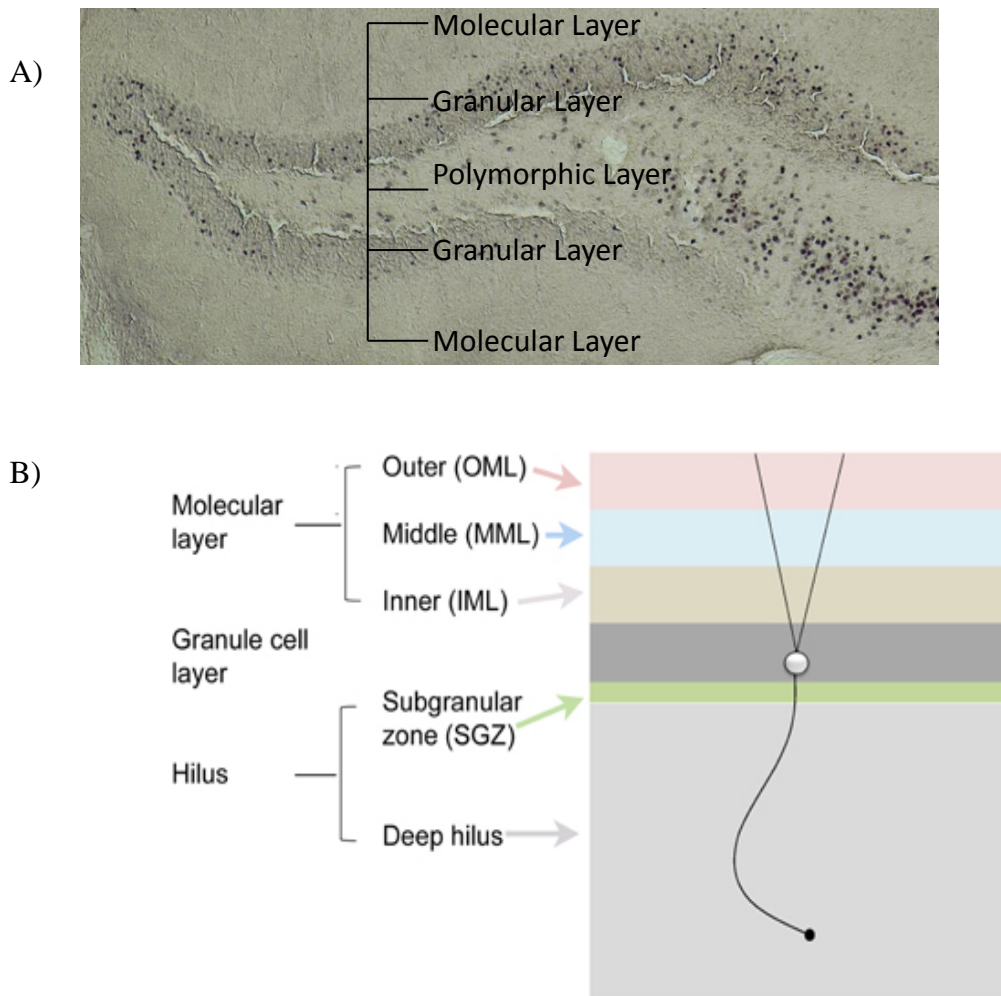 A)
Molecular Layer
Granular Layer
Polymorphic Layer
Granular Layer
Molecular Layer
B)
Molecular
layer
Outer (OML)
Middle (MML)
Inner (IML)
Granule cell
layer
Hilus
Subgranular
zone (SGZ)
Deep hilus